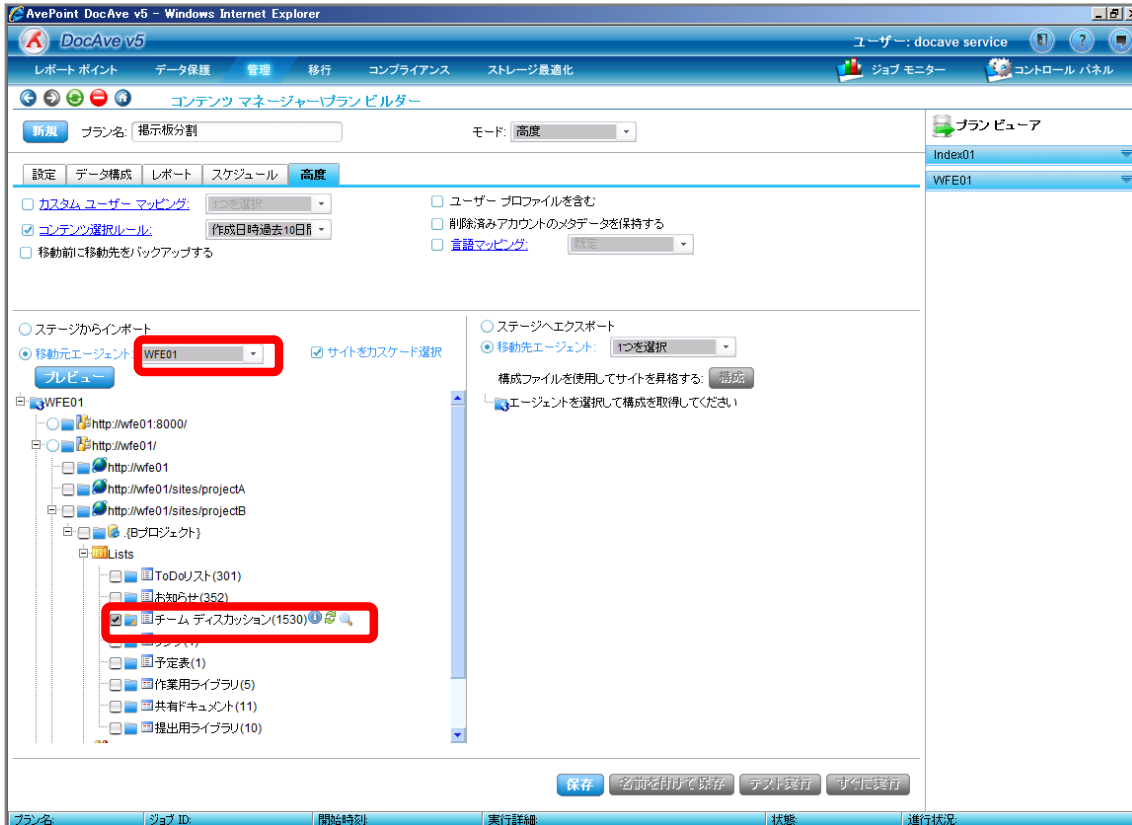 AvePoint DocAve v5 - Windows Internet Explorer
DocAve v5
ユーザー: docave service
レポート ポイント データ保護 管理 移行 コンプライアンス ストレージ最適化 ジョブ モニター コントロール パネル
コンテンツ マネージャー\プラン ビルダー
新規 プラン名: 掲示板分割 モード: 高度
プラン ビューア
Index01
WFE01
設定 データ構成 レポート スケジュール 高度
カスタム ユーザー マッピング: 1つを選択
ユーザー プロファイルを含む
コンテンツ選択ルール: 作成日時過去10日
削除済みアカウントのメタデータを保持する
移動前に移動先をバックアップする
言語マッピング: 既定
ステージからインポート
移動元エージェント: WFE01 サイトをカスケード選択
プレビュー
WFE01
http://wfe01:8000/
http://wfe01/
http://wfe01
http://wfe01/sites/projectA
http://wfe01/sites/projectB
.{Bプロジェクト}
Lists
ToDoリスト(301)
お知らせ(352)
チーム ディスカッション(1530)
予定表(1)
作業用ライブラリ(5)
共有ドキュメント(11)
提出用ライブラリ(10)
ステージへエクスポート
移動先エージェント: 1つを選択
構成ファイルを使用してサイトを昇格する: 構成
エージェントを選択して構成を取得してください
保存 名前を付けて保存 テスト実行 すぐに実行
プラン名: ジョブ ID: 開始時刻: 実行詳細: 状態: 進行状況: